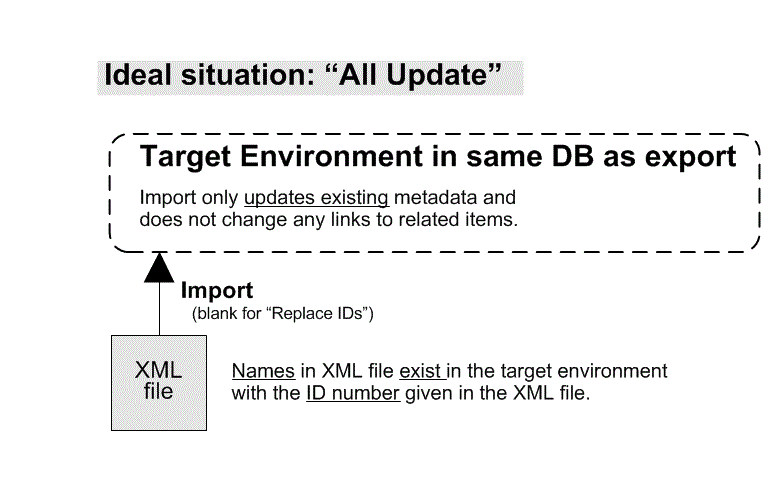 Ideal situation: “All Update”
Target Environment in same DB as export
Import only updates existing metadata and
does not change any links to related items.
Import
(blank for “Replace IDs”)
XML
file
Names in XML file exist in the target environment
with the ID number given in the XML file.